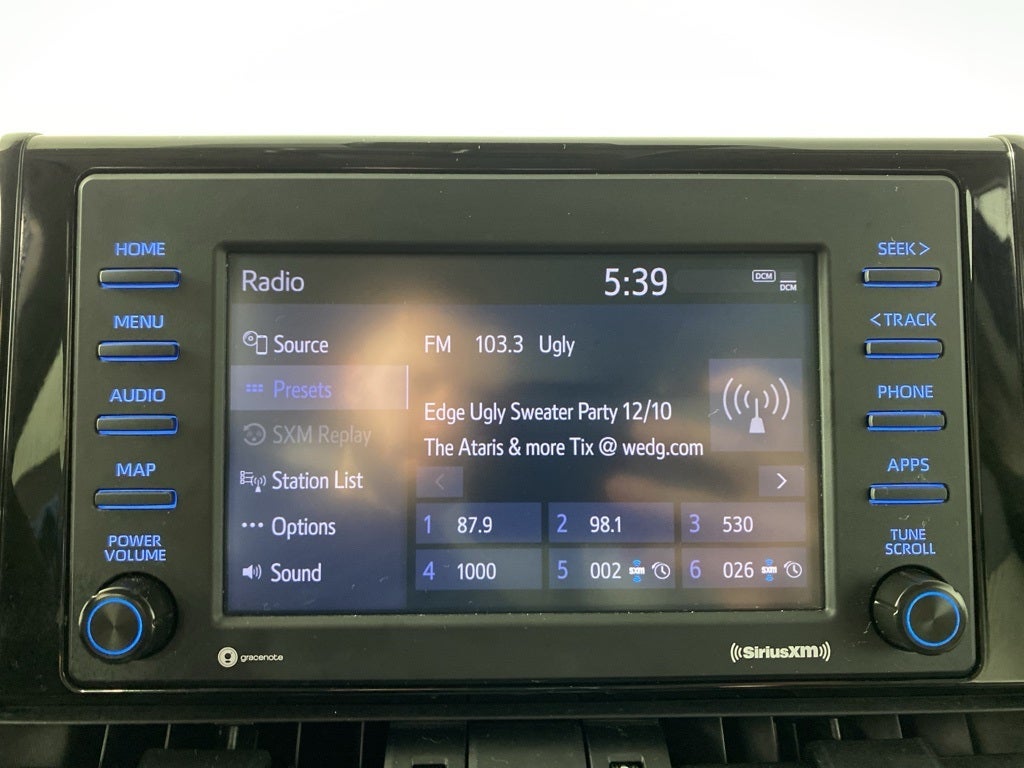 HOME
MENU
AUDIO
MAP
POWER
VOLUME
Radio
5:39
DCM
DCM
Source
Presets
SXM Replay
Station List
Options
Sound
FM 103.3 Ugly
Edge Ugly Sweater Party 12/10
The Ataris & more Tix @ wedg.com
< >
1 87.9
2 98.1
3 530
4 1000
5 002 SXM
6 026 SXM
SEEK >
< TRACK
PHONE
APPS
TUNE
SCROLL
gracenote
((SiriusXM))